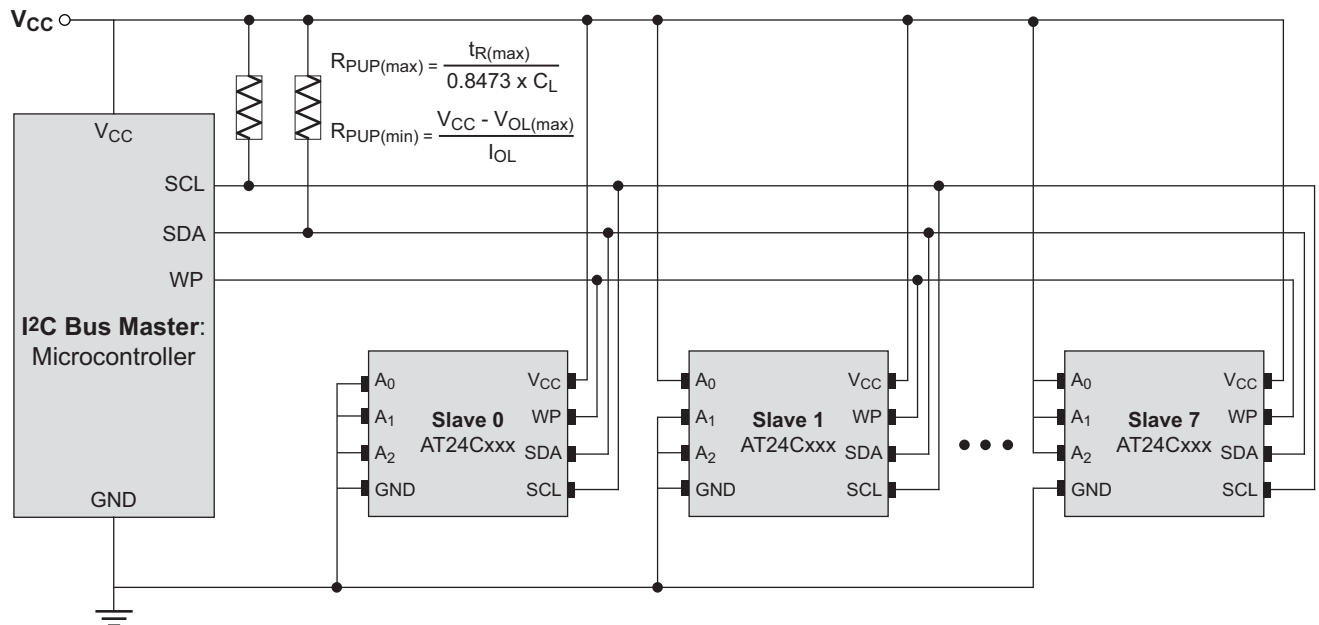 VCC
RPUP(max) = tR(max)
0.8473 x CL
RPUP(min) = VCC - VOL(max)
IOL
VCC
SCL
SDA
WP
I2C Bus Master:
Microcontroller
GND
A0
A1
A2
GND
Slave 0
AT24Cxxx
VCC
WP
SDA
SCL
A0
A1
A2
GND
Slave 1
AT24Cxxx
VCC
WP
SDA
SCL
A0
A1
A2
GND
Slave 7
AT24Cxxx
VCC
WP
SDA
SCL